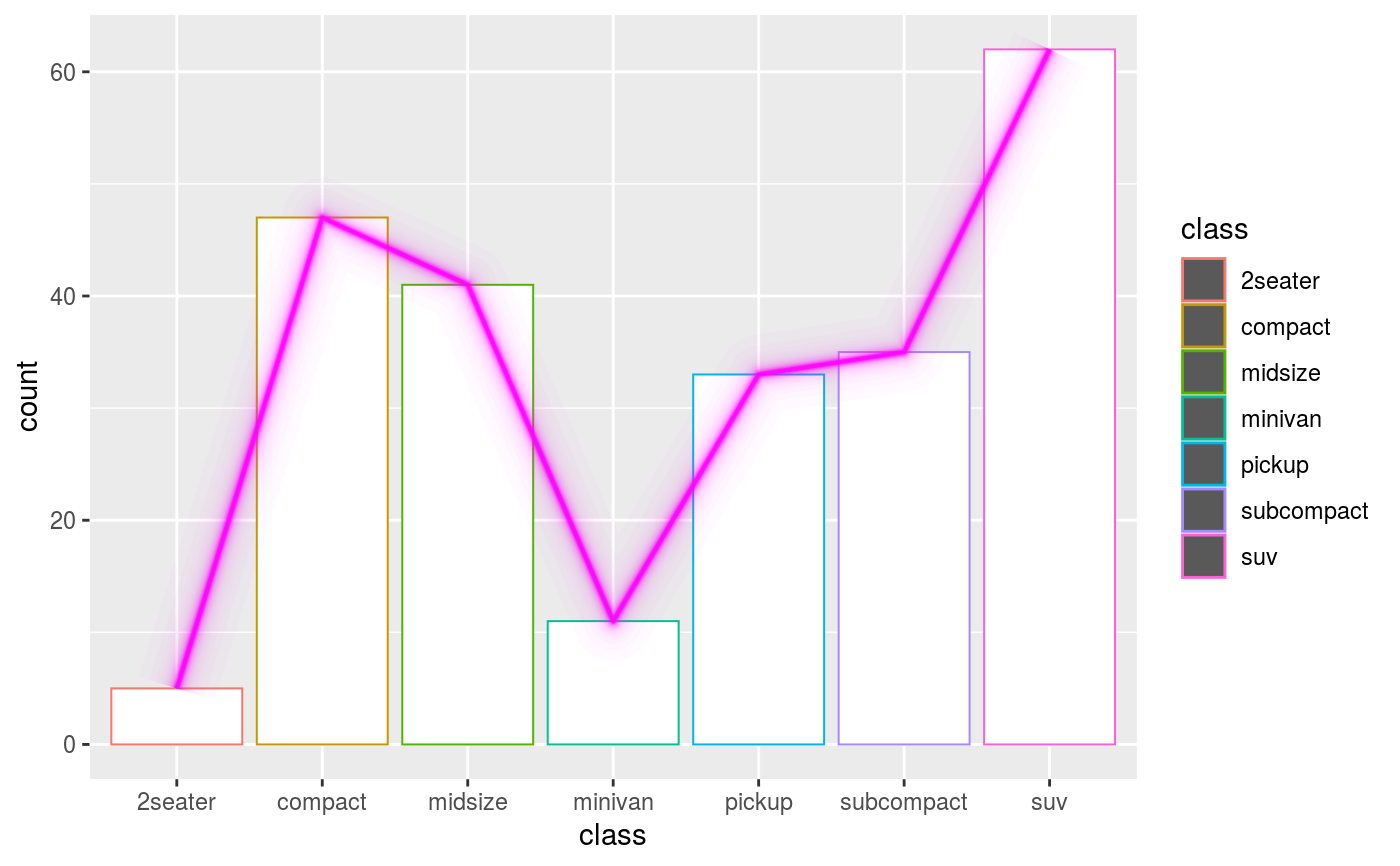 60
40
20
0
count
2seater compact midsize minivan pickup subcompact suv
class
class
2seater
compact
midsize
minivan
pickup
subcompact
suv